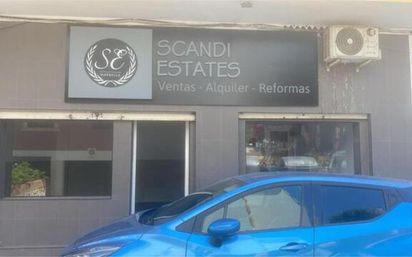 SE
SCANDI
ESTATES
Ventas - Alquiler - Reformas